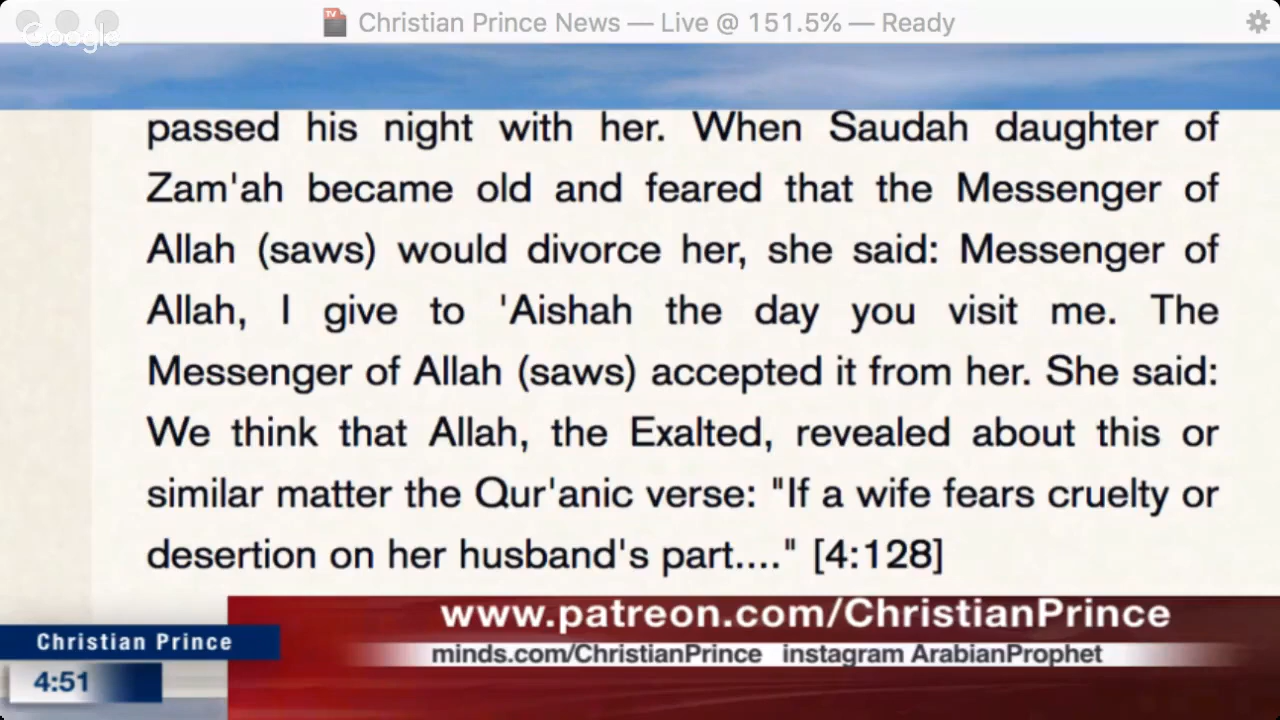 Christian Prince News — Live @ 151.5% — Ready
TV
Google
passed his night with her. When Saudah daughter of
Zam'ah became old and feared that the Messenger of
Allah (saws) would divorce her, she said: Messenger of
Allah, I give to 'Aishah the day you visit me. The
Messenger of Allah (saws) accepted it from her. She said:
We think that Allah, the Exalted, revealed about this or
similar matter the Qur'anic verse: "If a wife fears cruelty or
desertion on her husband's part...." [4:128]
www.patreon.com/ChristianPrince
Christian Prince
minds.com/ChristianPrince instagram ArabianProphet
4:51